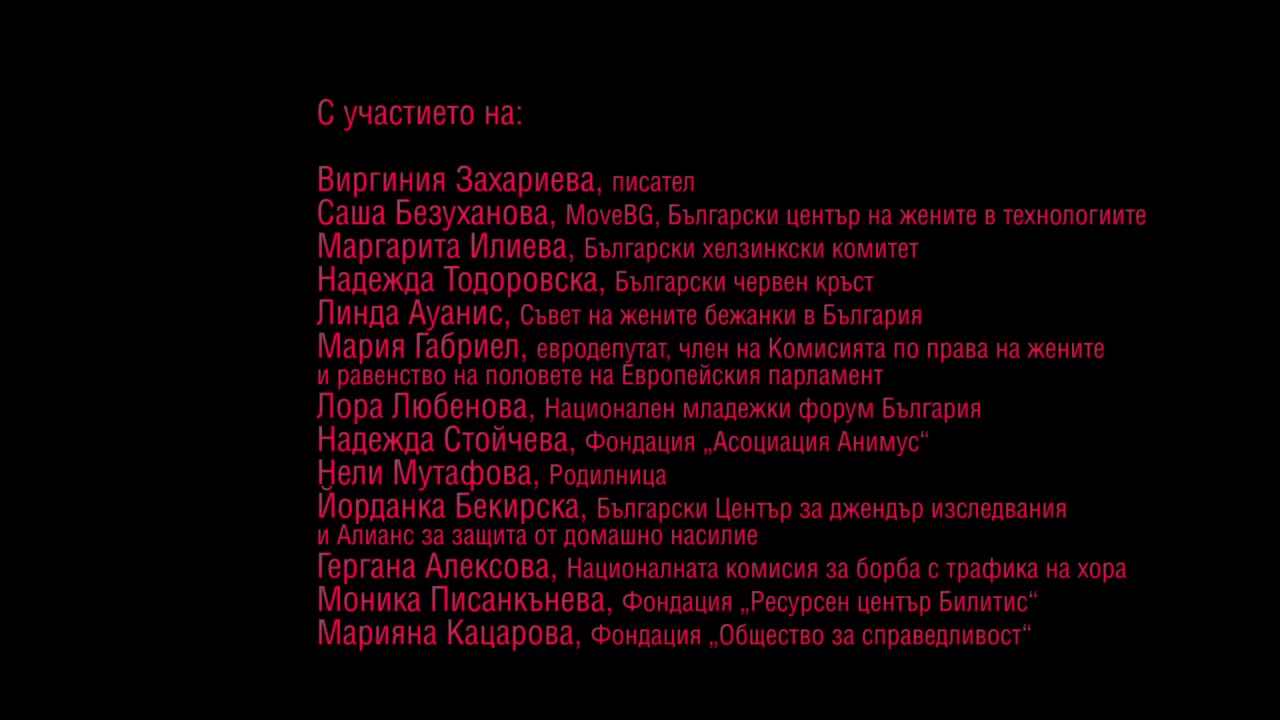 С участието на:
Виргиния Захариева, писател
Саша Безуханова, MoveBG, Български център на жените в технологиите
Маргарита Илиева, Български хелзинкски комитет
Надежда Тодоровска, Български червен кръст
Линда Ауанис, Съвет на жените бежанки в България
Мария Габриел, евродепутат, член на Комисията по права на жените
и равенство на половете на Европейския парламент
Лора Любенова, Национален младежки форум България
Надежда Стойчева, Фондация „Асоциация Анимус“
Нели Мутафова, Родилница
Йорданка Бекирска, Български Център за джендър изследвания
и Алианс за защита от домашно насилие
Гергана Алексова, Националната комисия за борба с трафика на хора
Моника Писанкънева, Фондация „Ресурсен център Билитис“
Марияна Кацарова, Фондация „Общество за справедливост“